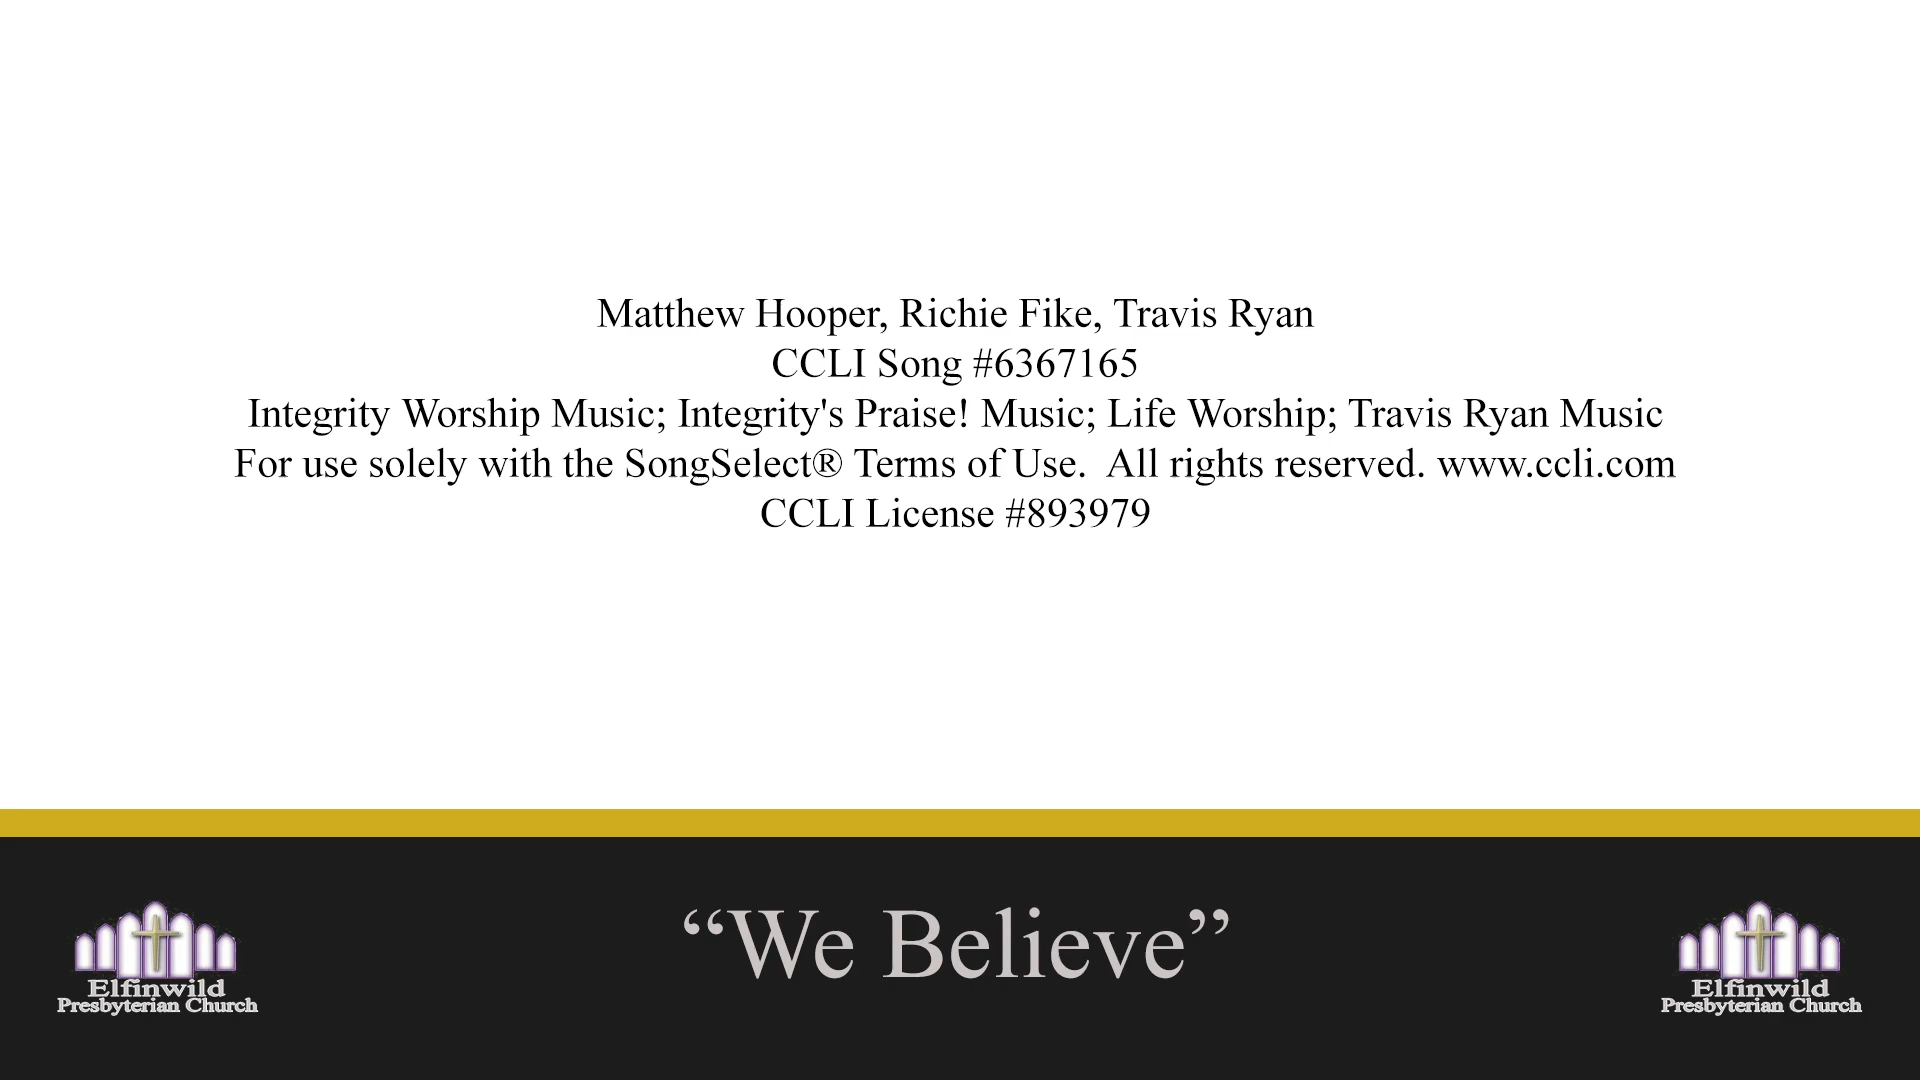 Matthew Hooper, Richie Fike, Travis Ryan
CCLI Song #6367165
Integrity Worship Music; Integrity's Praise! Music; Life Worship; Travis Ryan Music
For use solely with the SongSelect® Terms of Use.  All rights reserved. www.ccli.com
CCLI License #893979
“We Believe”
Elfinwild
Presbyterian Church
Elfinwild
Presbyterian Church